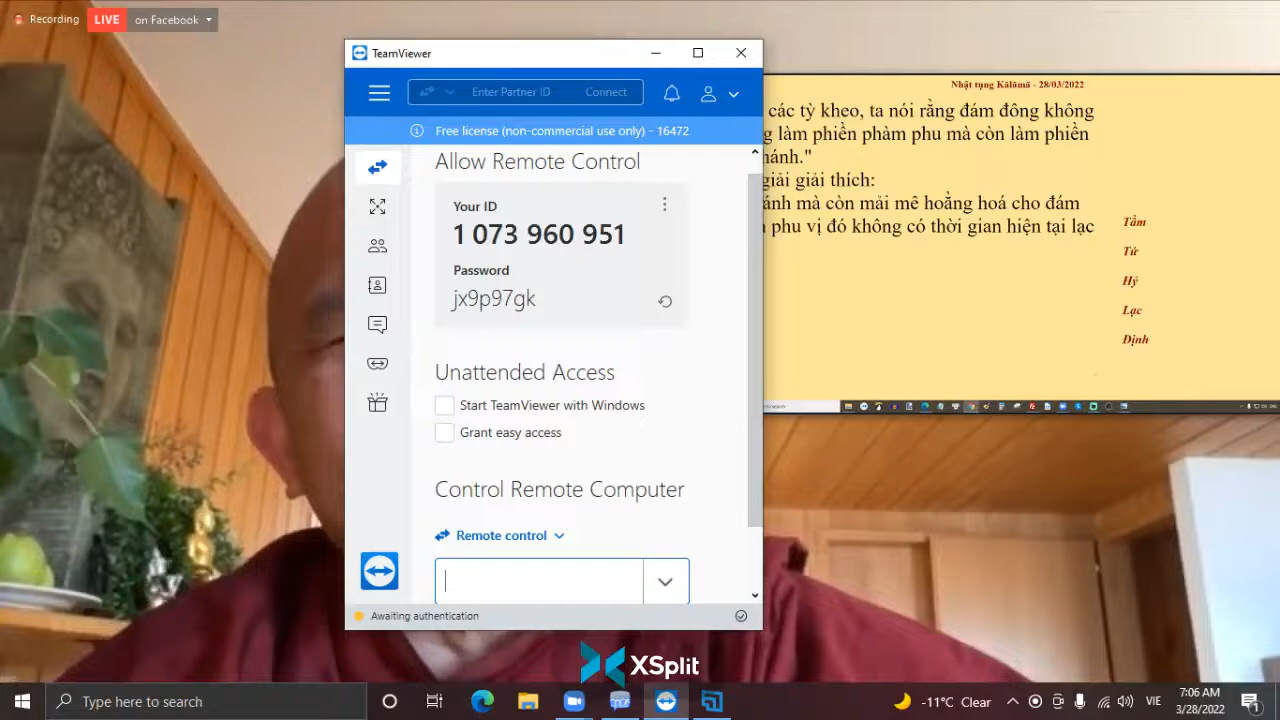 Recording
LIVE
on Facebook
TeamViewer
Enter Partner ID
Connect
Free license (non-commercial use only) - 16472
Allow Remote Control
Your ID
1 073 960 951
Password
jx9p97gk
Unattended Access
Start TeamViewer with Windows
Grant easy access
Control Remote Computer
Remote control
Awaiting authentication
Nhật tụng Kālāmā - 28/03/2022
các tỳ kheo, ta nói rằng đám đông không
làm phiền phàm phu mà còn làm phiền
giải giải thích:
mà còn mải mê hoằng hoá cho đám
phu vị đó không có thời gian hiện tại lạc
Tầm
Tứ
Hỷ
Lạc
Định
XSplit
Type here to search
-11°C Clear
VIE
7:06 AM
3/28/2022
1